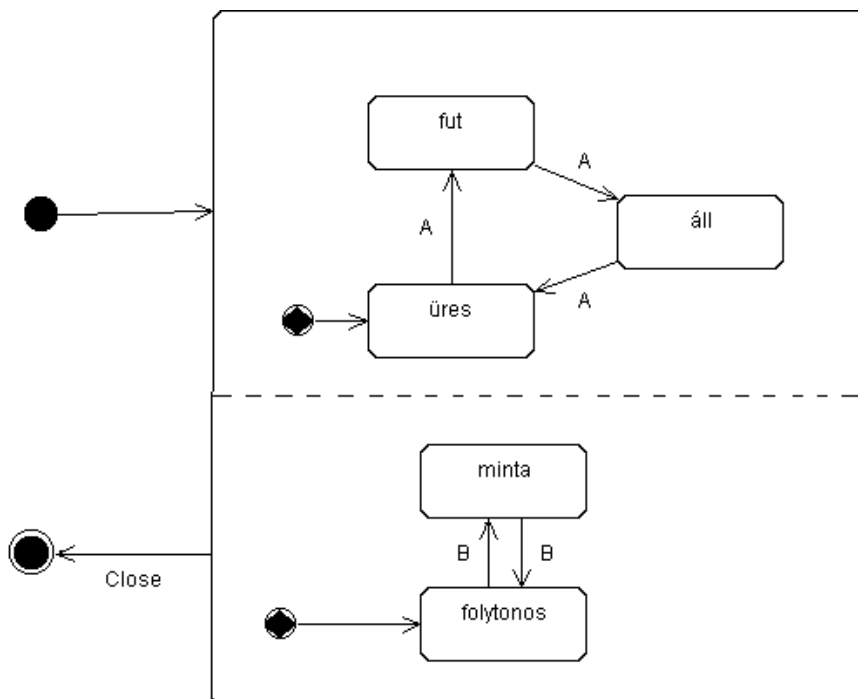 fut
A
áll
A
A
üres
minta
B
B
Close
folytonos